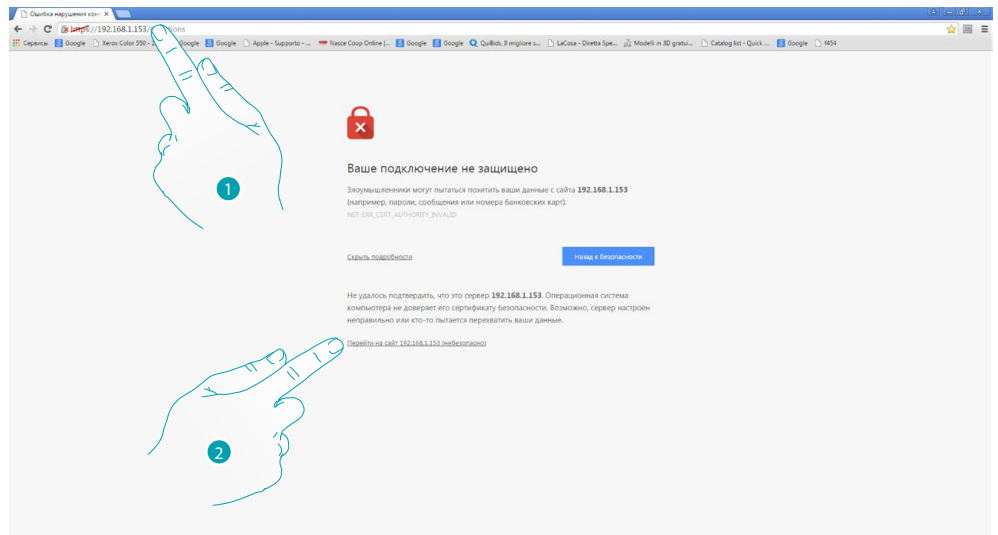 Ошибка нарушения конс
https://192.168.1.153/
Сервисы Google Xerox Color 550 - Google Google Apple - Supporto - ... Nasce Coop Online |... Google Google Quillids, Il migliore s... LaCosa - Diretta Spe... Modelli in 3D gratui... Catalog list - Quick ... Google f454
Ваше подключение не защищено
Злоумышленники могут пытаться похитить ваши данные с сайта 192.168.1.153
(например, пароли, сообщения или номера банковских карт).
NET::ERR_CERT_AUTHORITY_INVALID
1
Скрыть подробности Назад к безопасности
Не удалось подтвердить, что это сервер 192.168.1.153. Операционная система
компьютера не доверяет его сертификату безопасности. Возможно, сервер настроен
неправильно или кто-то пытается перехватить ваши данные.
Перейти на сайт 192.168.1.153 (небезопасно)
2